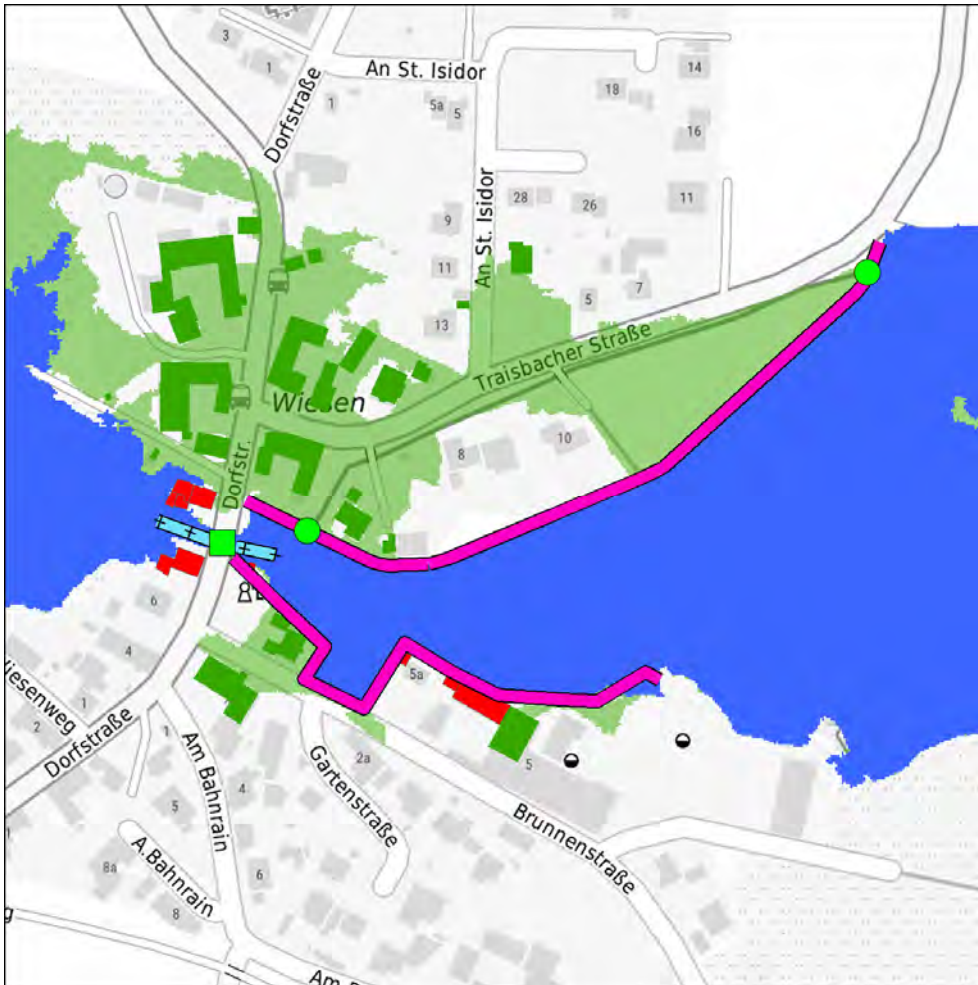 3
1
An St. Isidor
14
Dorfstraße
1
5a
5
18
16
28
26
11
9
An St. Isidor
11
7
5
13
Traisbacher Straße
Wiesen
Dorfstr.
8
10
6
4
5a
1
2
Dorfstraße
1
Am Bahnrain
2a
5
4
Gartenstraße
5
Brunnenstraße
A.Bahnrain
8a
6
8